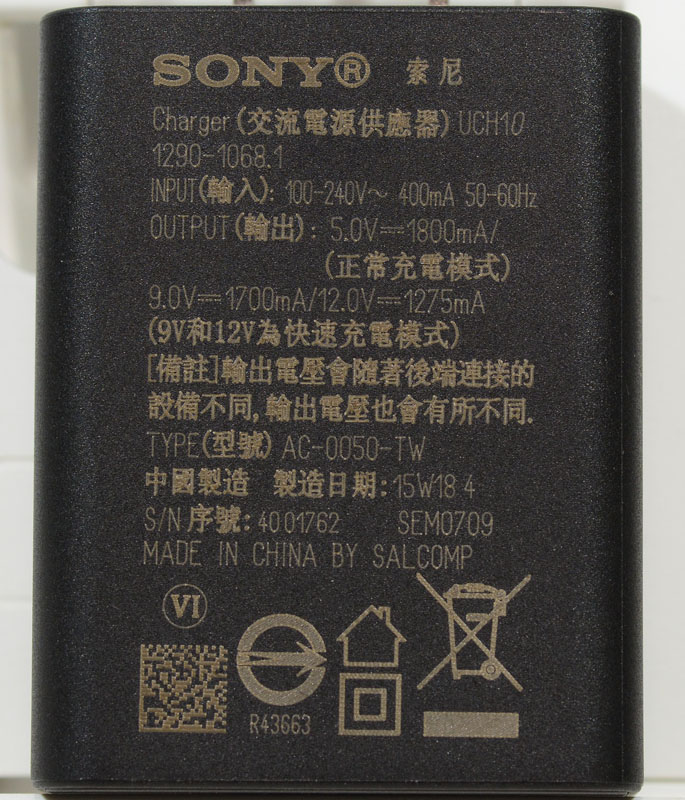 SONY® 索尼
Charger (交流電源供應器) UCH10
1290-1068.1
INPUT(輸入): 100-240V~ 400mA 50-60Hz
OUTPUT(輸出): 5.0V⎓1800mA/
(正常充電模式)
9.0V⎓1700mA/12.0V⎓1275mA
(9V和12V為快速充電模式)
[備註]輸出電壓會隨著後端連接的
設備不同,輸出電壓也會有所不同.
TYPE(型號) AC-0050-TW
中國製造 製造日期:15W18 4
S/N序號:4001762 SEM0709
MADE IN CHINA BY SALCOMP
VI
R43663